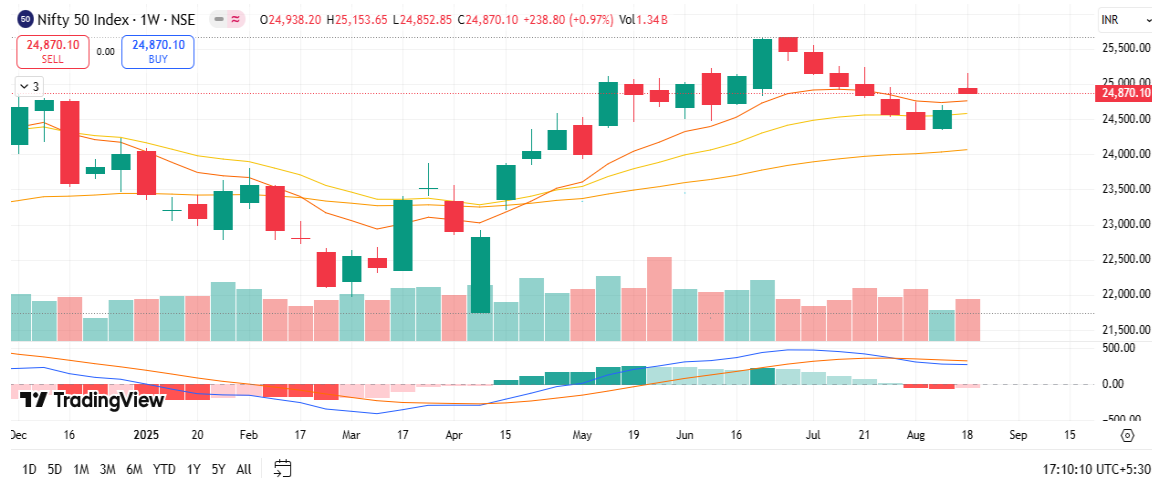 50 Nifty 50 Index · 1W · NSE O24,938.20 H25,153.65 L24,852.85 C24,870.10 +238.80 (+0.97%) Vol1.34B INR
24,870.10 SELL 0.00 24,870.10 BUY
3
25,500.00
25,000.00
24,870.10
24,500.00
24,000.00
23,500.00
23,000.00
22,500.00
22,000.00
21,500.00
500.00
0.00
TradingView
-500.00
Dec 16 2025 20 Feb 17 Mar 17 Apr 15 May 19 Jun 16 Jul 21 Aug 18 Sep 15
1D 5D 1M 3M 6M YTD 1Y 5Y All 17:10:10 UTC+5:30